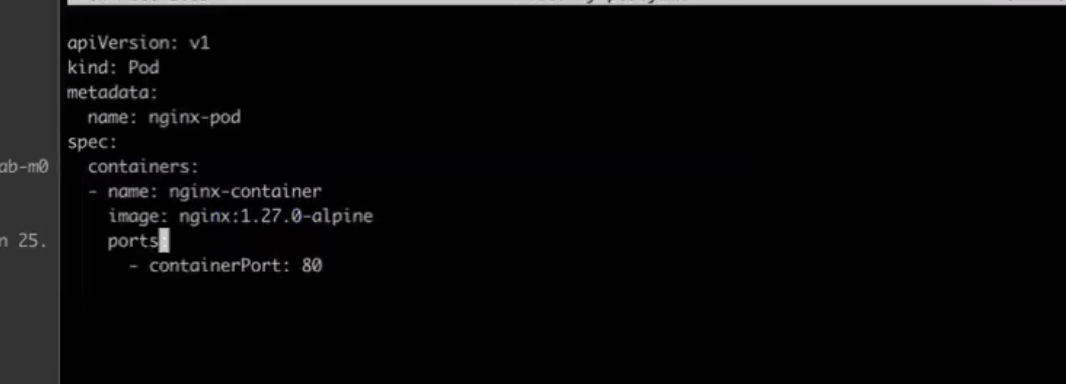 apiVersion: v1
kind: Pod
metadata:
  name: nginx-pod
spec:
ab-m0
  containers:
  - name: nginx-container
    image: nginx:1.27.0-alpine
n 25.
    ports:
      - containerPort: 80